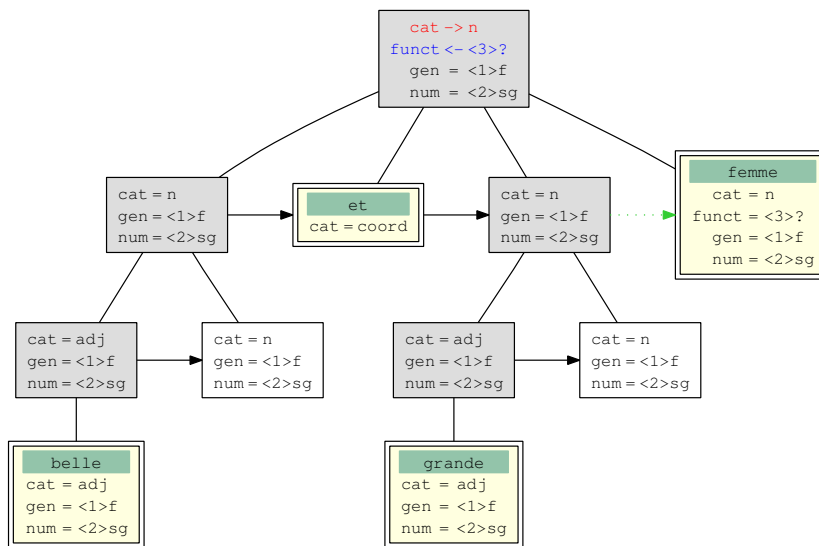 cat -> n
funct <- <3>?
gen = <1>f
num = <2>sg
cat = n
gen = <1>f
num = <2>sg
et
cat = coord
cat = n
gen = <1>f
num = <2>sg
femme
cat = n
funct = <3>?
gen = <1>f
num = <2>sg
cat = adj
gen = <1>f
num = <2>sg
cat = n
gen = <1>f
num = <2>sg
cat = adj
gen = <1>f
num = <2>sg
cat = n
gen = <1>f
num = <2>sg
belle
cat = adj
gen = <1>f
num = <2>sg
grande
cat = adj
gen = <1>f
num = <2>sg